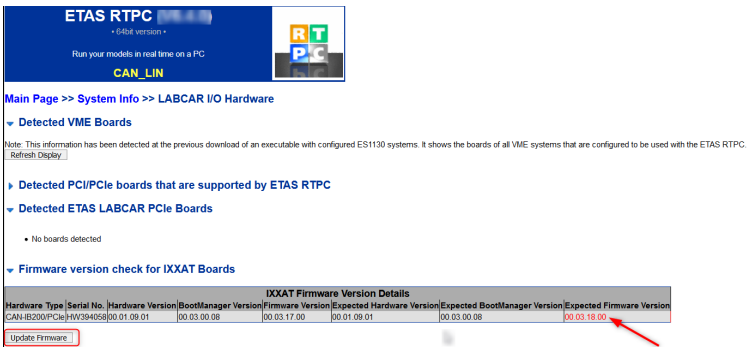 ETAS RTPC
• 64bit version •
Run your models in real time on a PC
CAN_LIN
R T
P C
Main Page >> System Info >> LABCAR I/O Hardware
Detected VME Boards
Note: This information has been detected at the previous download of an executable with configured ES1130 systems. It shows the boards of all VME systems that are configured to be used with the ETAS RTPC.
Refresh Display
Detected PCI/PCIe boards that are supported by ETAS RTPC
Detected ETAS LABCAR PCIe Boards
• No boards detected
Firmware version check for IXXAT Boards
IXXAT Firmware Version Details
Hardware Type Serial No. Hardware Version BootManager Version Firmware Version Expected Hardware Version Expected BootManager Version Expected Firmware Version
CAN-IB200/PCIe HW394058 00.01.09.01 00.03.00.08 00.03.17.00 00.01.09.01 00.03.00.08 00.03.18.00
Update Firmware